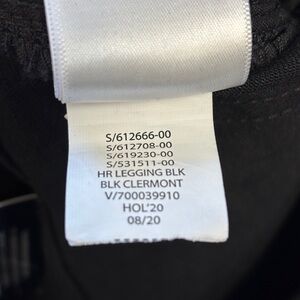 S/612666-00
S/612708-00
S/619230-00
S/531511-00
HR LEGGING BLK
BLK CLERMONT
V/700039910
HOL'20
08/20